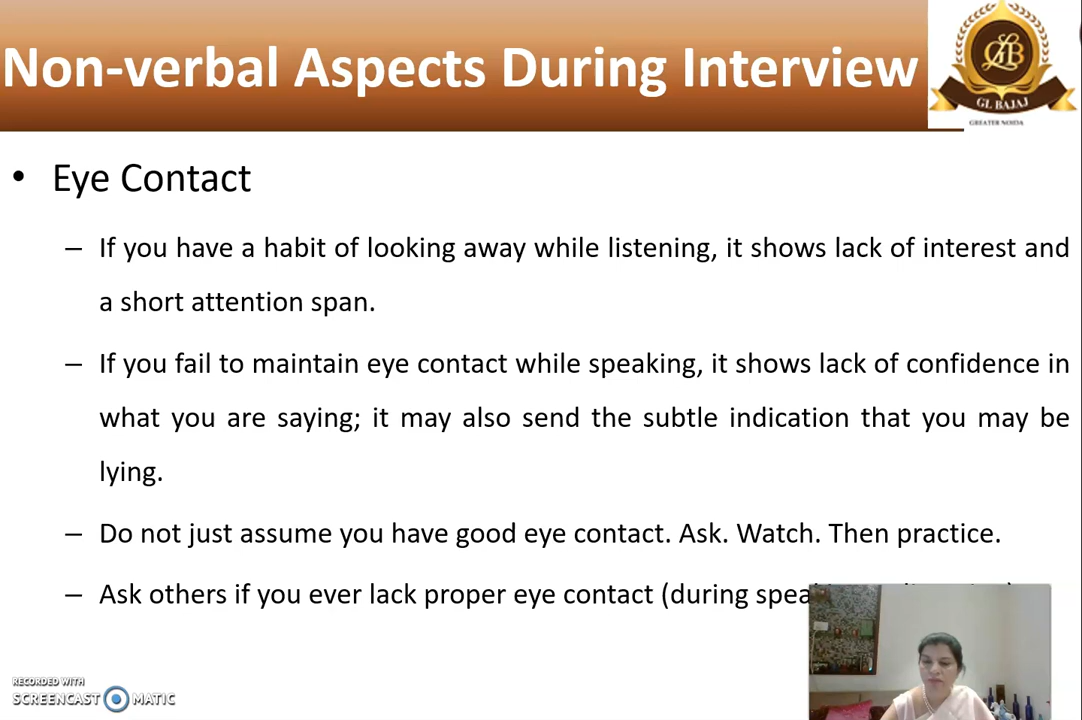 Non-verbal Aspects During Interview
GL BAJAJ
GREATER NOIDA
• Eye Contact
– If you have a habit of looking away while listening, it shows lack of interest and
a short attention span.
– If you fail to maintain eye contact while speaking, it shows lack of confidence in
what you are saying; it may also send the subtle indication that you may be
lying.
– Do not just assume you have good eye contact. Ask. Watch. Then practice.
– Ask others if you ever lack proper eye contact (during
RECORDED WITH
SCREENCAST MATIC